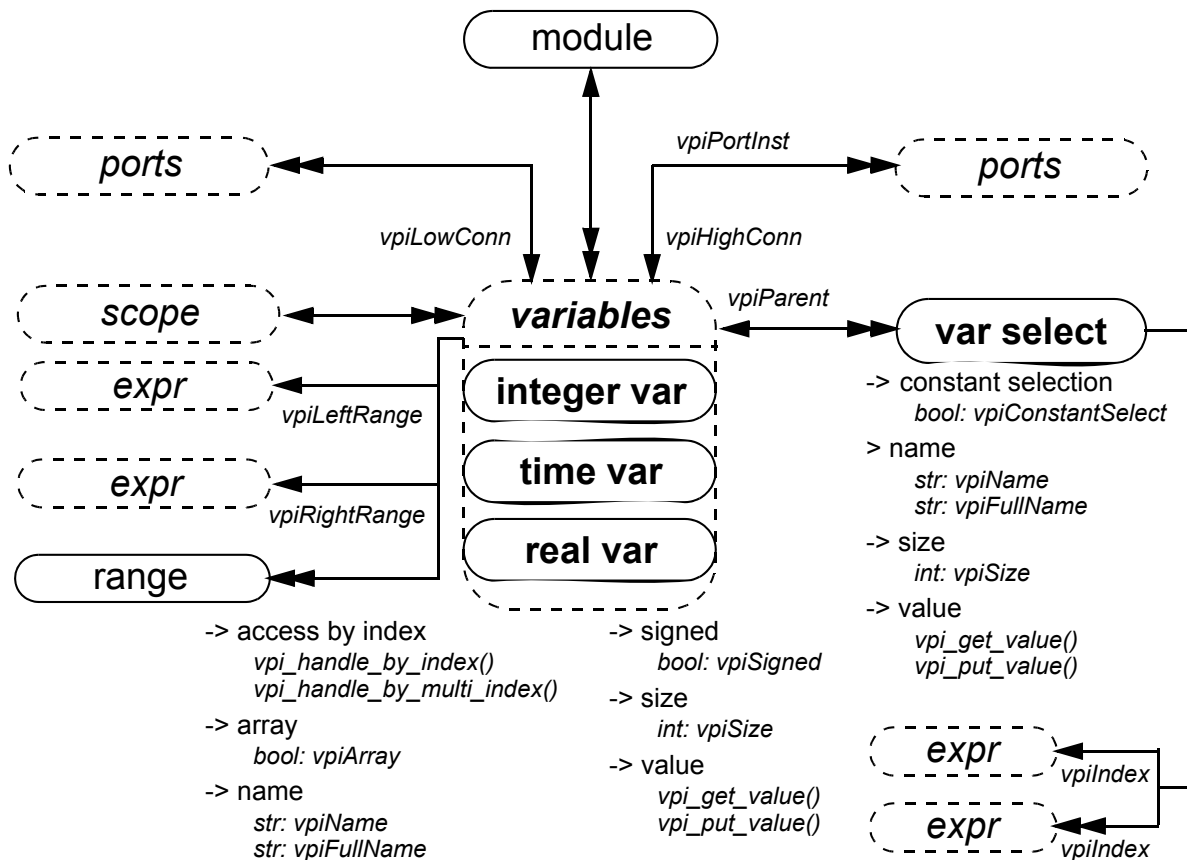 module
ports
vpiPortInst
ports
vpiLowConn
vpiHighConn
scope
variables
vpiParent
var select
expr
vpiLeftRange
integer var
expr
vpiRightRange
time var
range
real var
-> constant selection
bool: vpiConstantSelect
> name
str: vpiName
str: vpiFullName
-> size
int: vpiSize
-> value
vpi_get_value()
vpi_put_value()
-> access by index
vpi_handle_by_index()
vpi_handle_by_multi_index()
-> array
bool: vpiArray
-> name
str: vpiName
str: vpiFullName
-> signed
bool: vpiSigned
-> size
int: vpiSize
-> value
vpi_get_value()
vpi_put_value()
expr
vpiIndex
expr
vpiIndex